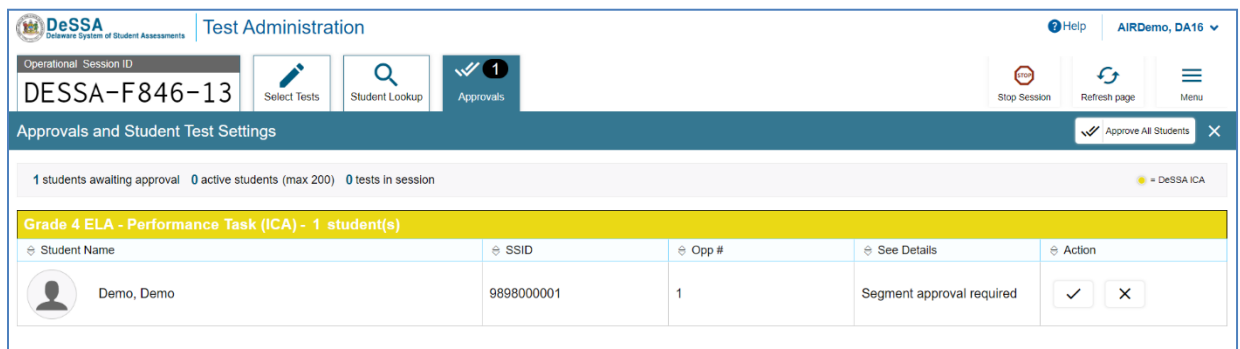 DeSSA
Delaware System of Student Assessments
Test Administration
Help
AIRDemo, DA16
Operational Session ID
DESSA-F846-13
Select Tests
Student Lookup
1
Approvals
STOP
Stop Session
Refresh page
Menu
Approvals and Student Test Settings
Approve All Students
1 students awaiting approval 0 active students (max 200) 0 tests in session
= DeSSA ICA
Grade 4 ELA - Performance Task (ICA) - 1 student(s)
Student Name SSID Opp # See Details Action
Demo, Demo 9898000001 1 Segment approval required